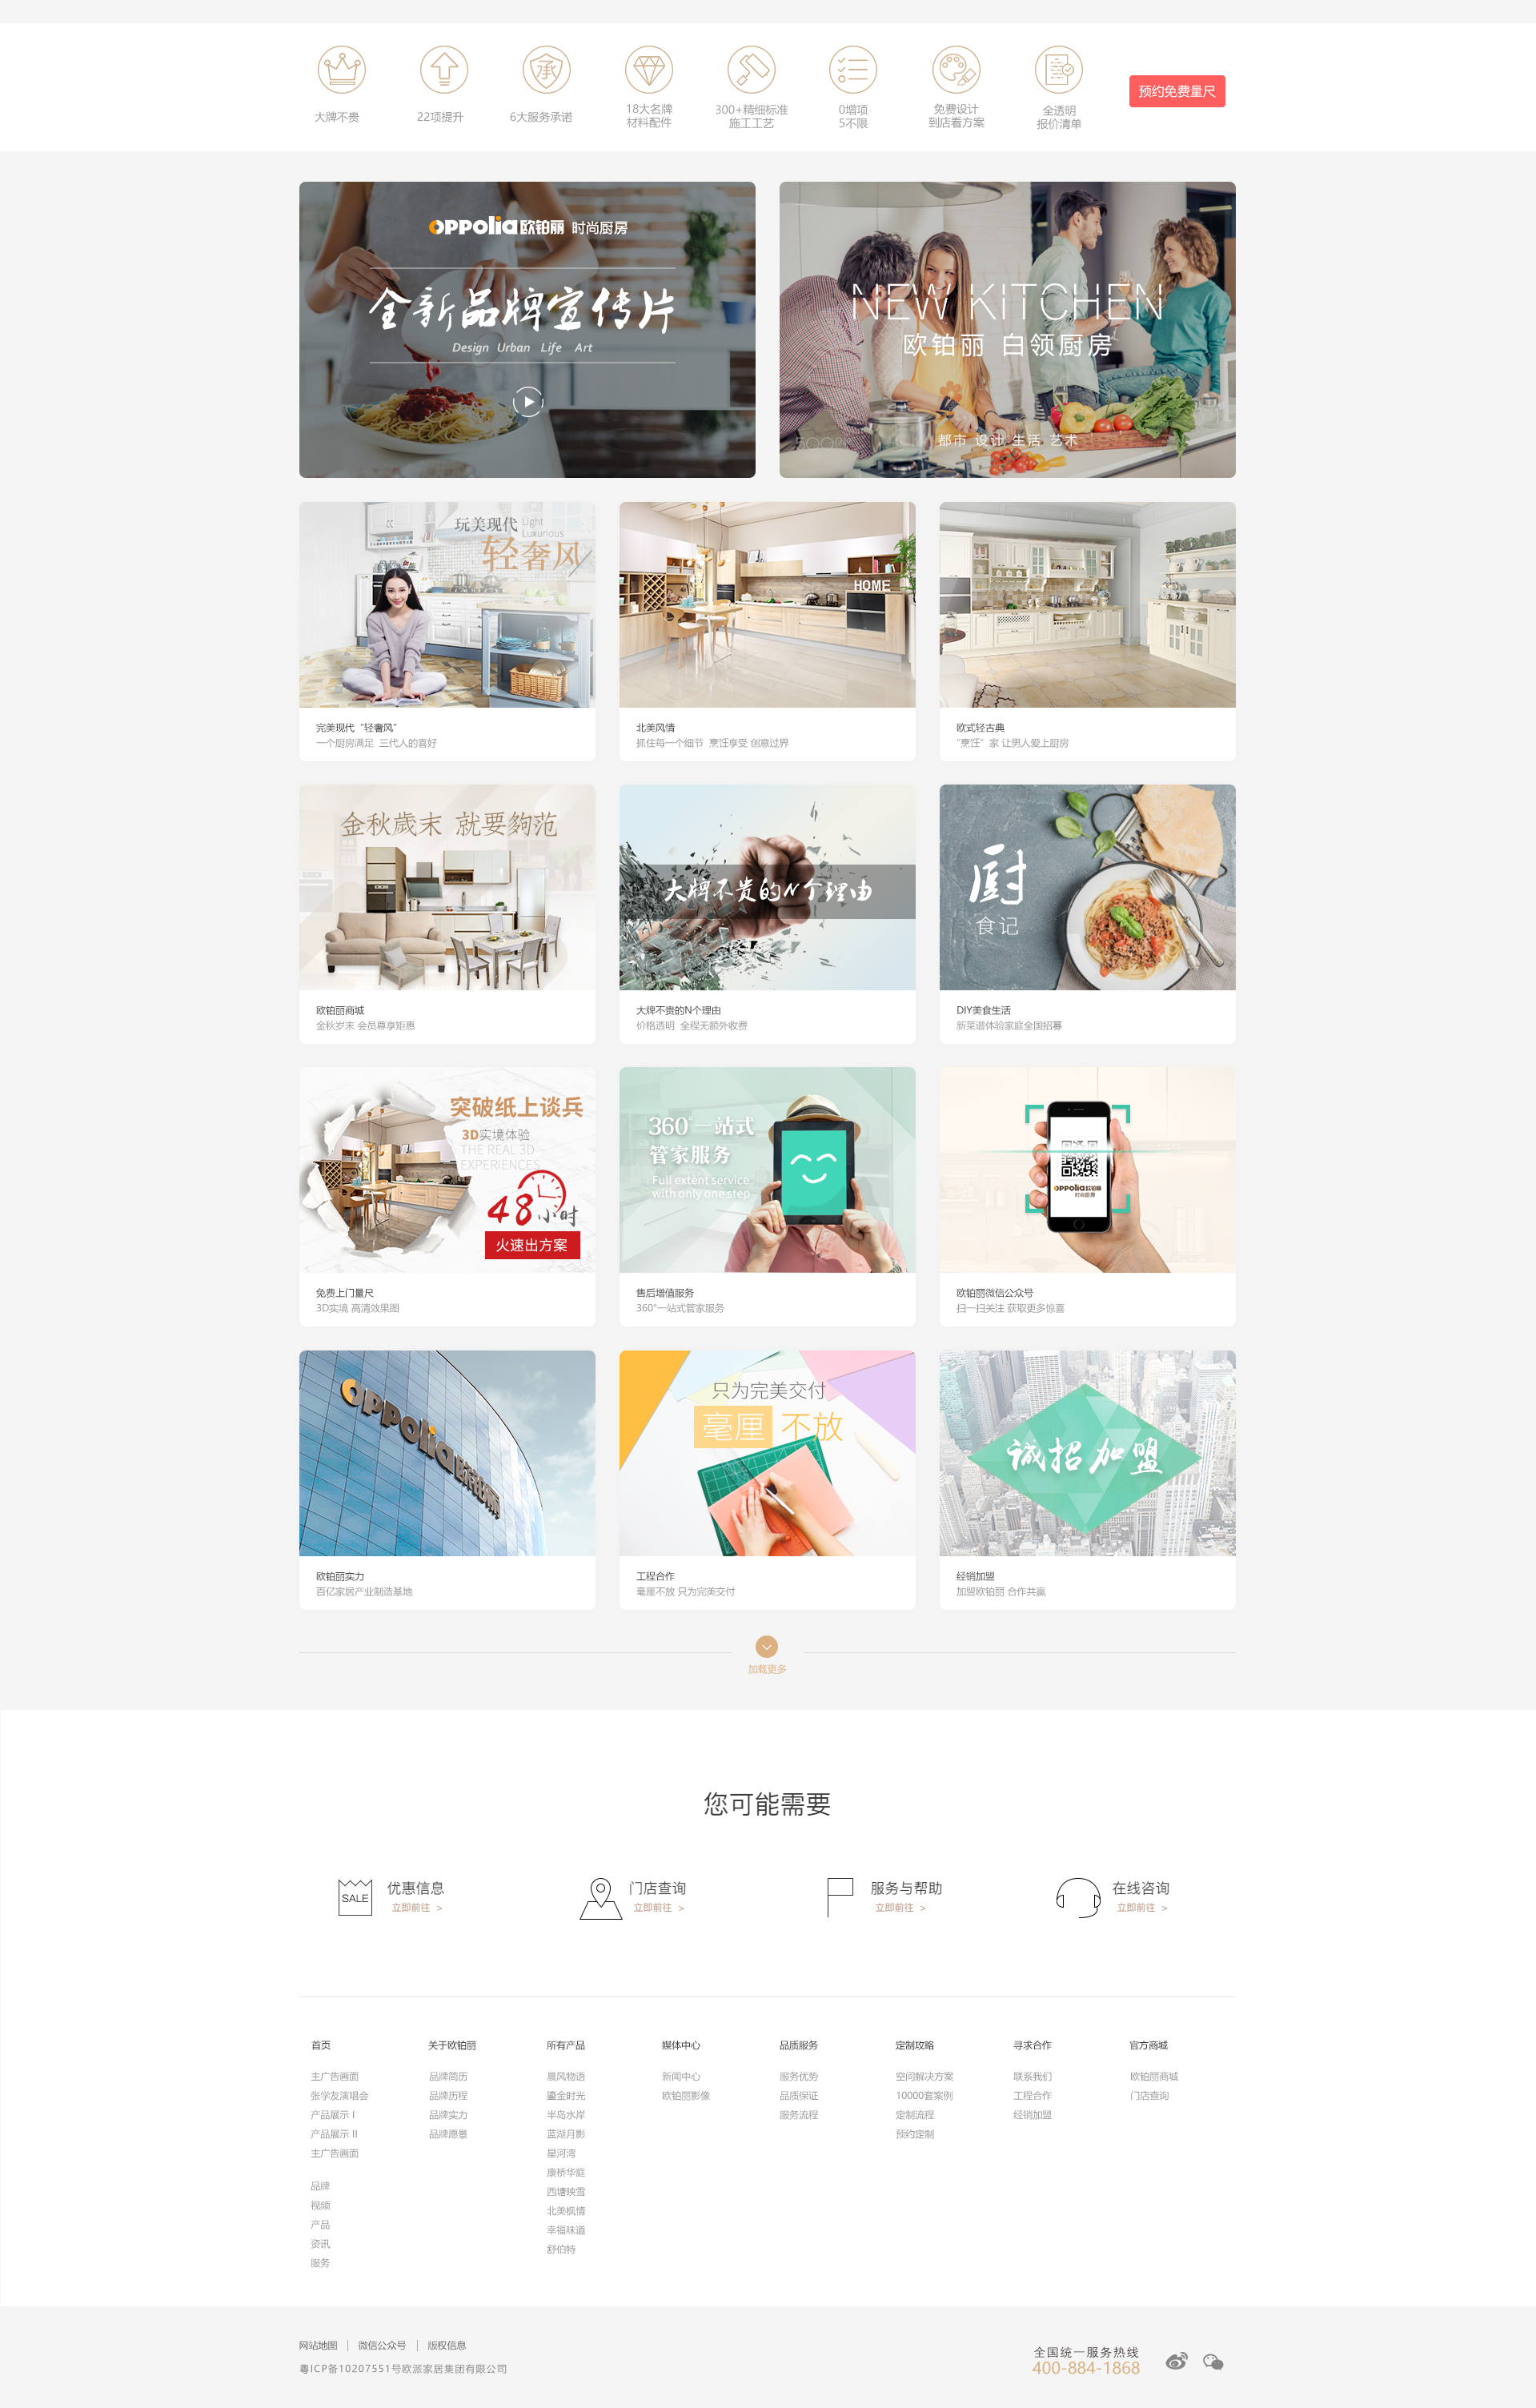 大牌不贵
22项提升
承
6大服务承诺
18大名牌
材料配件
300+精细标准
施工工艺
0增项
5不限
免费设计
到店看方案
全透明
报价清单
预约免费量尺
oppolia欧铂丽 时尚厨房
全新品牌宣传片
Design Urban Life Art
NEW KITCHEN
欧铂丽 白领厨房
都市 设计 生活 艺术
玩美现代 Light
Luxurious
轻奢风
HOME
完美现代 “轻奢风”
一个厨房满足 三代人的喜好
北美风情
抓住每一个细节 烹饪享受 创意过界
欧式轻古典
“烹饪” 家 让男人爱上厨房
金秋歲末 就要夠范
大牌不贵的N个理由
厨
食记
欧铂丽商城
金秋岁末 会员尊享钜惠
大牌不贵的N个理由
价格透明 全程无额外收费
DIY美食生活
新菜谱体验家庭全国招募
突破纸上谈兵
3D实境体验
THE REAL 3D
EXPERIENCES
48小时
火速出方案
360°一站式
管家服务
Full extent service
with only one step
oppolia欧铂丽
时尚厨房
免费上门量尺
3D实境 高清效果图
售后增值服务
360°一站式管家服务
欧铂丽微信公众号
扫一扫关注 获取更多惊喜
oppolia欧铂丽
只为完美交付
毫厘 不放
诚招加盟
欧铂丽实力
百亿家居产业制造基地
工程合作
毫厘不放 只为完美交付
经销加盟
加盟欧铂丽 合作共赢
加载更多
您可能需要
SALE
优惠信息
立即前往 >
门店查询
立即前往 >
服务与帮助
立即前往 >
在线咨询
立即前往 >
首页
主广告画面
张学友演唱会
产品展示 I
产品展示 II
主广告画面
品牌
视频
产品
资讯
服务
关于欧铂丽
品牌简历
品牌历程
品牌实力
品牌愿景
所有产品
晨风物语
鎏金时光
半岛水岸
蓝湖月影
星河湾
康桥华庭
西塘映雪
北美枫情
幸福味道
舒伯特
媒体中心
新闻中心
欧铂丽影像
品质服务
服务优势
品质保证
服务流程
定制攻略
空间解决方案
10000套案例
定制流程
预约定制
寻求合作
联系我们
工程合作
经销加盟
官方商城
欧铂丽商城
门店查询
网站地图 | 微信公众号 | 版权信息
粤ICP备10207551号欧派家居集团有限公司
全国统一服务热线
400-884-1868